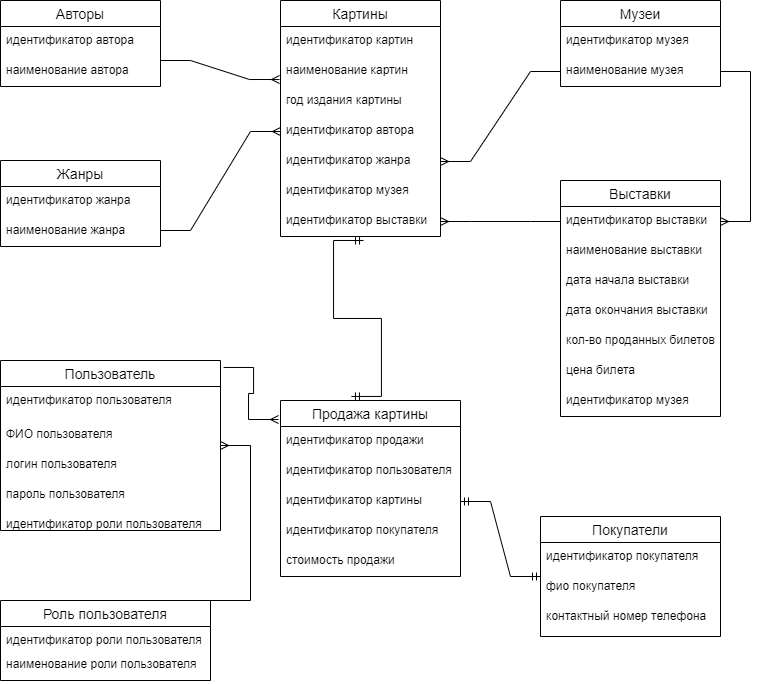 Авторы
идентификатор автора
наименование автора
Картины
идентификатор картин
наименование картин
год издания картины
идентификатор автора
идентификатор жанра
идентификатор музея
идентификатор выставки
Музеи
идентификатор музея
наименование музея
Жанры
идентификатор жанра
наименование жанра
Выставки
идентификатор выставки
наименование выставки
дата начала выставки
дата окончания выставки
кол-во проданных билетов
цена билета
идентификатор музея
Пользователь
идентификатор пользователя
ФИО пользователя
логин пользователя
пароль пользователя
идентификатор роли пользователя
Продажа картины
идентификатор продажи
идентификатор пользователя
идентификатор картины
идентификатор покупателя
стоимость продажи
Покупатели
идентификатор покупателя
фио покупателя
контактный номер телефона
Роль пользователя
идентификатор роли пользователя
наименование роли пользователя